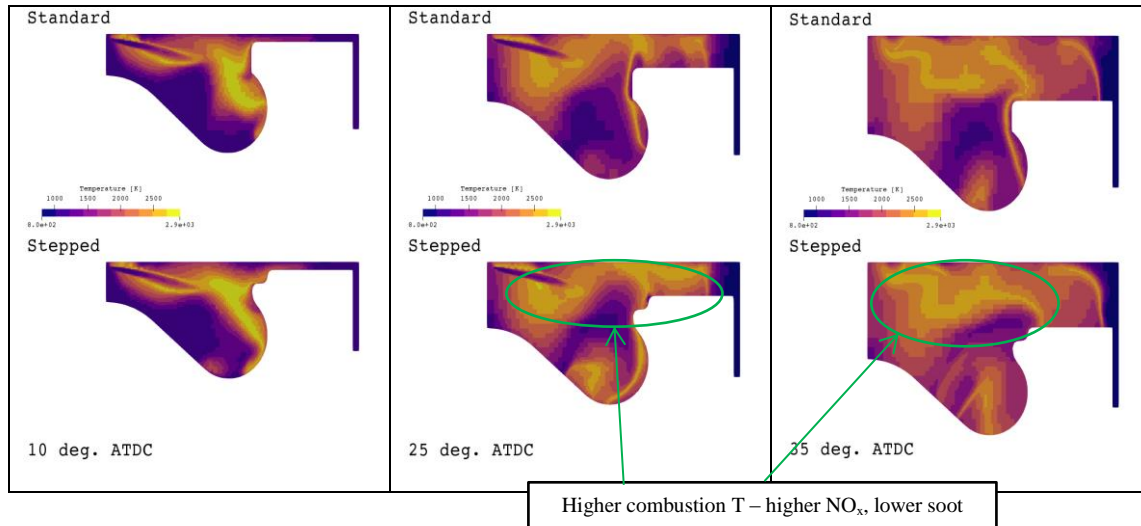 Standard
Standard
Standard
Temperature [K]
1000 1500 2000 2500
8.0e+02 2.9e+03
Temperature [K]
1000 1500 2000 2500
8.0e+02 2.9e+03
Temperature [K]
1000 1500 2000 2500
8.0e+02 2.9e+03
Stepped
Stepped
Stepped
10 deg. ATDC
25 deg. ATDC
35 deg. ATDC
Higher combustion T – higher NOx, lower soot